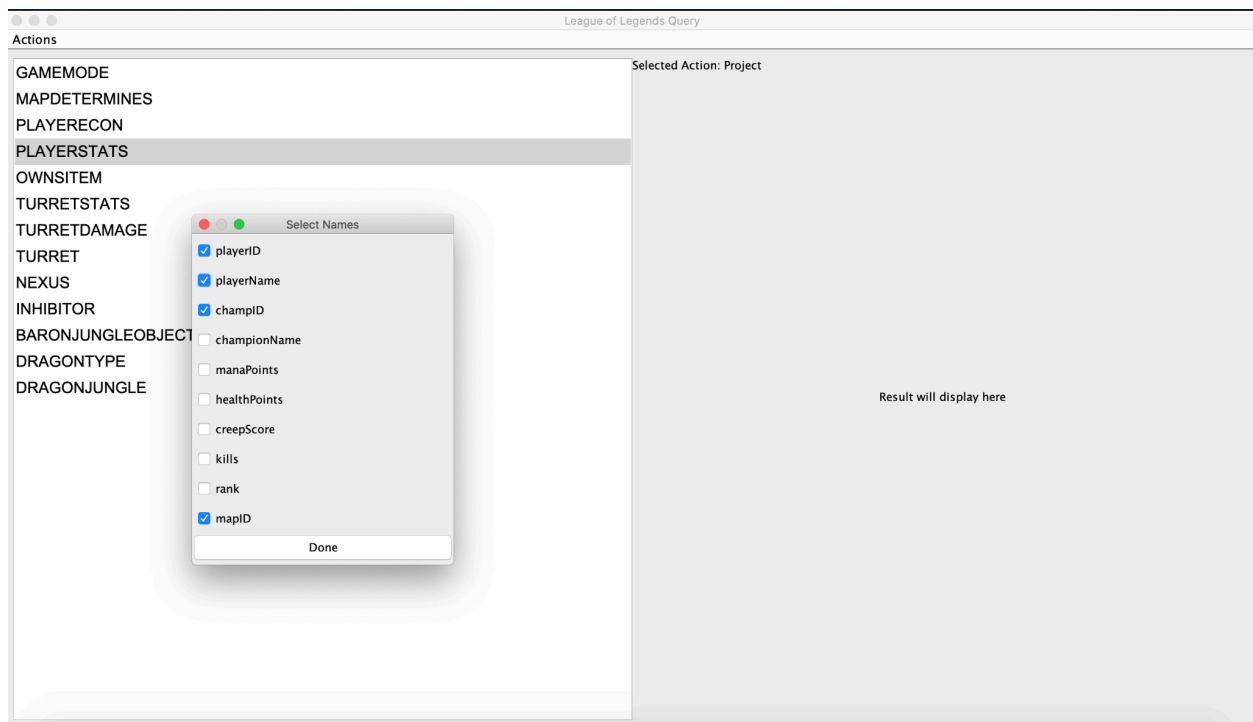 League of Legends Query
Actions
GAMEMODE
MAPDETERMINES
PLAYERECON
PLAYERSTATS
OWNSITEM
TURRETSTATS
TURRETDAMAGE
TURRET
NEXUS
INHIBITOR
BARONJUNGLEOBJECT
DRAGONTYPE
DRAGONJUNGLE
Select Names
playerID
playerName
champID
championName
manaPoints
healthPoints
creepScore
kills
rank
mapID
Done
Selected Action: Project
Result will display here